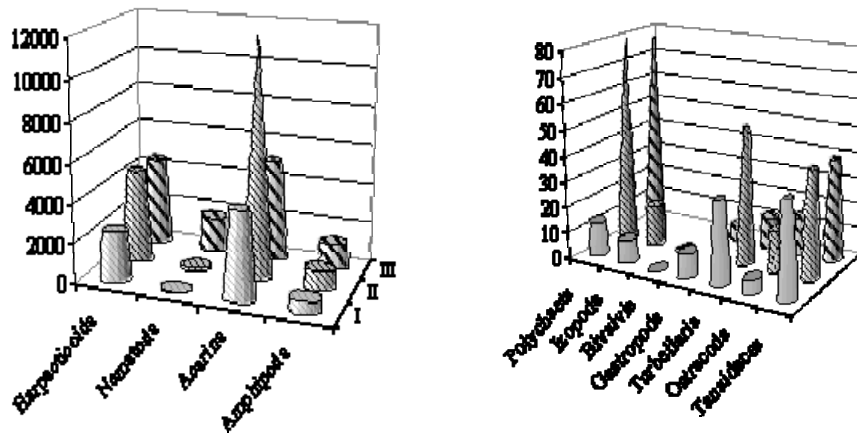 12000
10000
8000
6000
4000
2000
0
III
II
I
Harpacticoida
Nematoda
Acarina
Amphipoda
80
70
60
50
40
30
20
10
0
Polychaeta
Izopoda
Bivalvia
Gastropoda
Turbellaria
Ostracoda
Tanaidacea